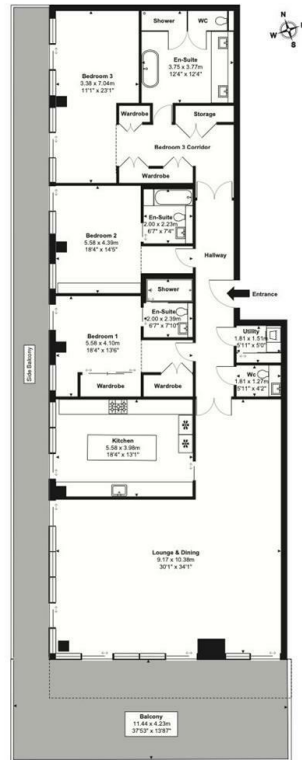 N
W E
S
Shower
WC
Bedroom 3
3.38 x 7.04m
11'1" x 23'1"
En-Suite
3.75 x 3.77m
12'4" x 12'4"
Wardrobe
Storage
Bedroom 3 Corridor
Wardrobe
En-Suite
2.00 x 2.23m
6'7" x 7'4"
Bedroom 2
5.58 x 4.39m
18'4" x 14'5"
Hallway
Shower
Entrance
En-Suite
2.00 x 2.39m
6'7" x 7'10"
Bedroom 1
5.58 x 4.10m
18'4" x 13'6"
Utility
1.81 x 1.51m
5'11" x 5'0"
Side Balcony
Wardrobe
Wardrobe
Wc
1.81 x 1.27m
5'11" x 4'2"
Kitchen
5.58 x 3.98m
18'4" x 13'1"
Lounge & Dining
9.17 x 10.38m
30'1" x 34'1"
Balcony
11.44 x 4.23m
37'53" x 13'87"